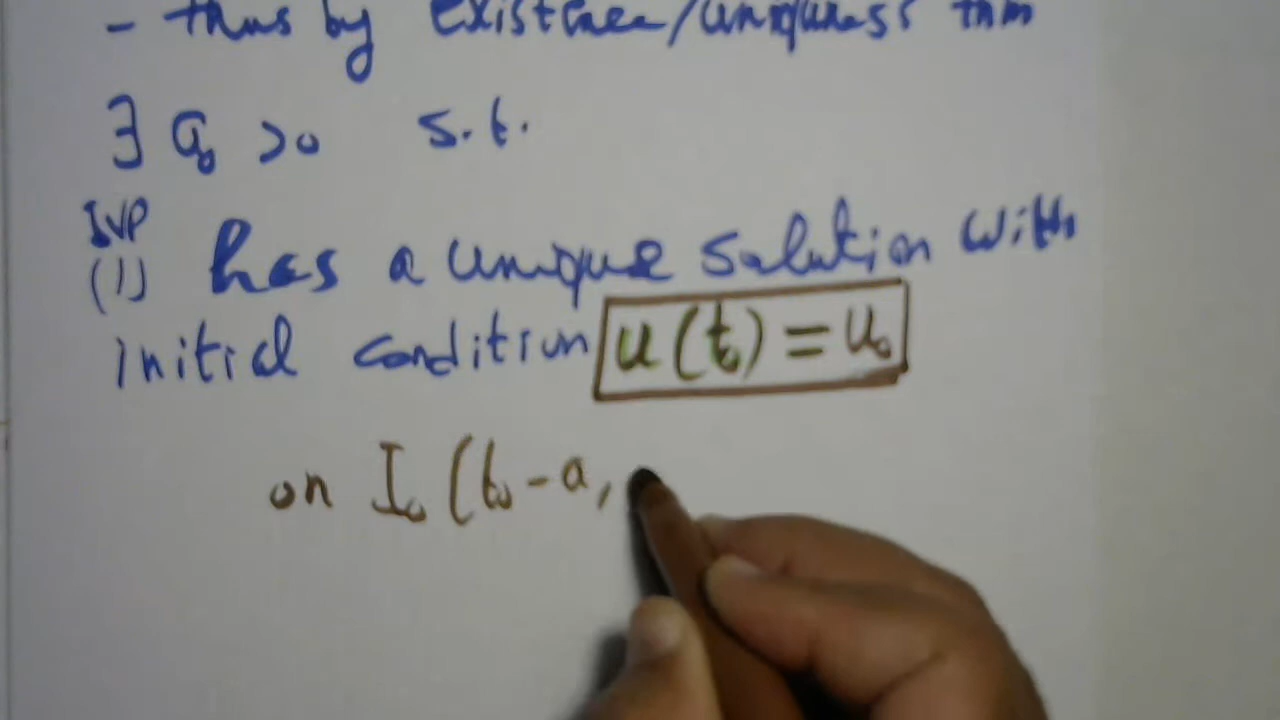 - thus by existence/uniqueness thm
∃ a₀ >0 s.t.
IVP
(1) has a unique solution with
initial condition u(t₀) = u₀
on I₀ (t₀ - a,